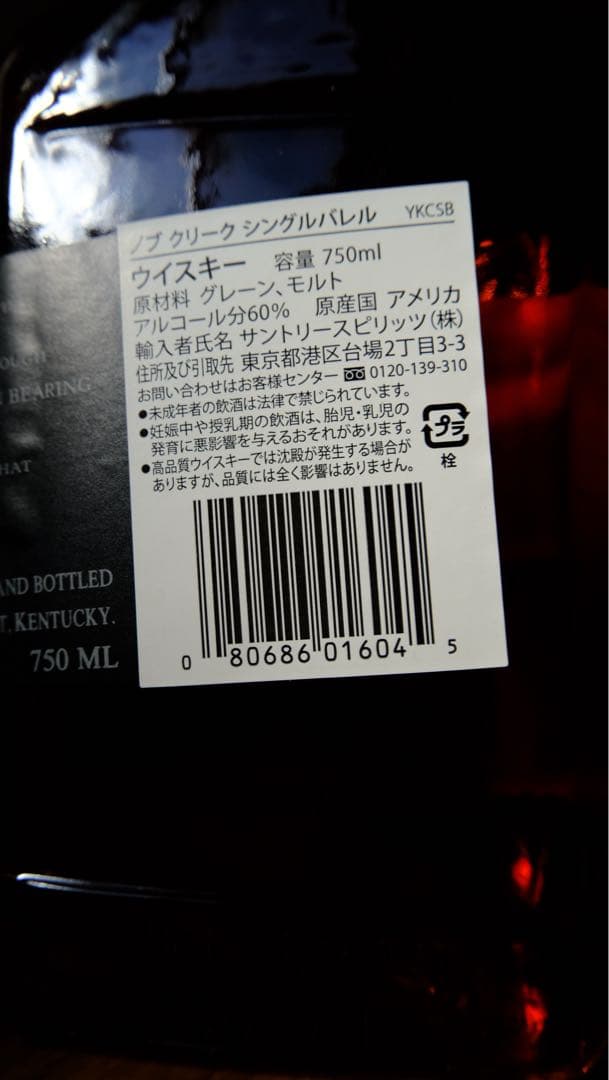 ノブ クリーク シングルバレル YKCSB
ウイスキー 容量 750ml
原材料 グレーン、モルト
アルコール分60% 原産国 アメリカ
輸入者氏名 サントリースピリッツ(株)
住所及び引取先 東京都港区台場2丁目3-3
お問い合わせはお客様センター 0120-139-310
●未成年者の飲酒は法律で禁じられています。
●妊娠中や授乳期の飲酒は、胎児・乳児の
発育に悪影響を与えるおそれがあります。
●高品質ウイスキーでは沈殿が発生する場合が
ありますが、品質には全く影響はありません。
プラ
栓
0 80686 01604 5
BEARING
HAT
AND BOTTLED
T, KENTUCKY.
750 ML